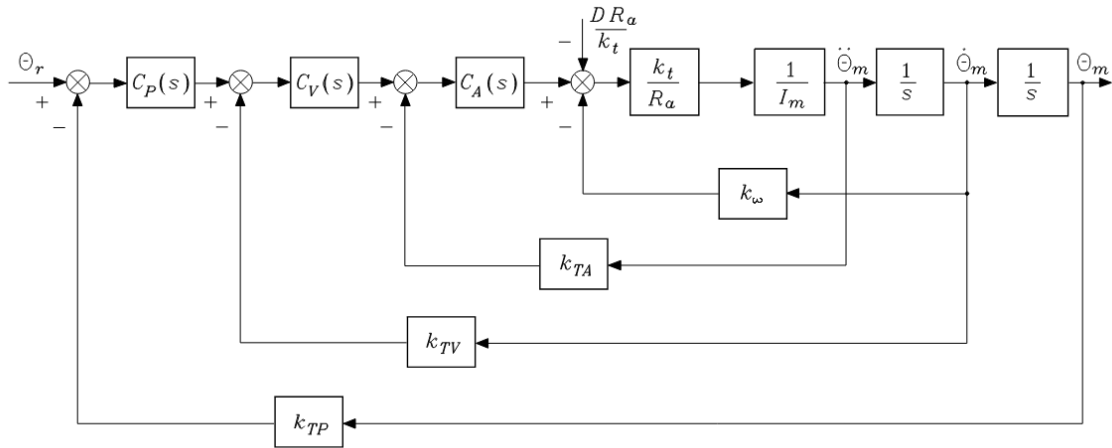 D R_a
k_t
Θ_r
C_P(s)
C_V(s)
C_A(s)
k_t
R_a
1
I_m
Θ̈_m
1
s
Θ̇_m
1
s
Θ_m
+
−
+
−
+
−
+
−
−
k_ω
k_TA
k_TV
k_TP